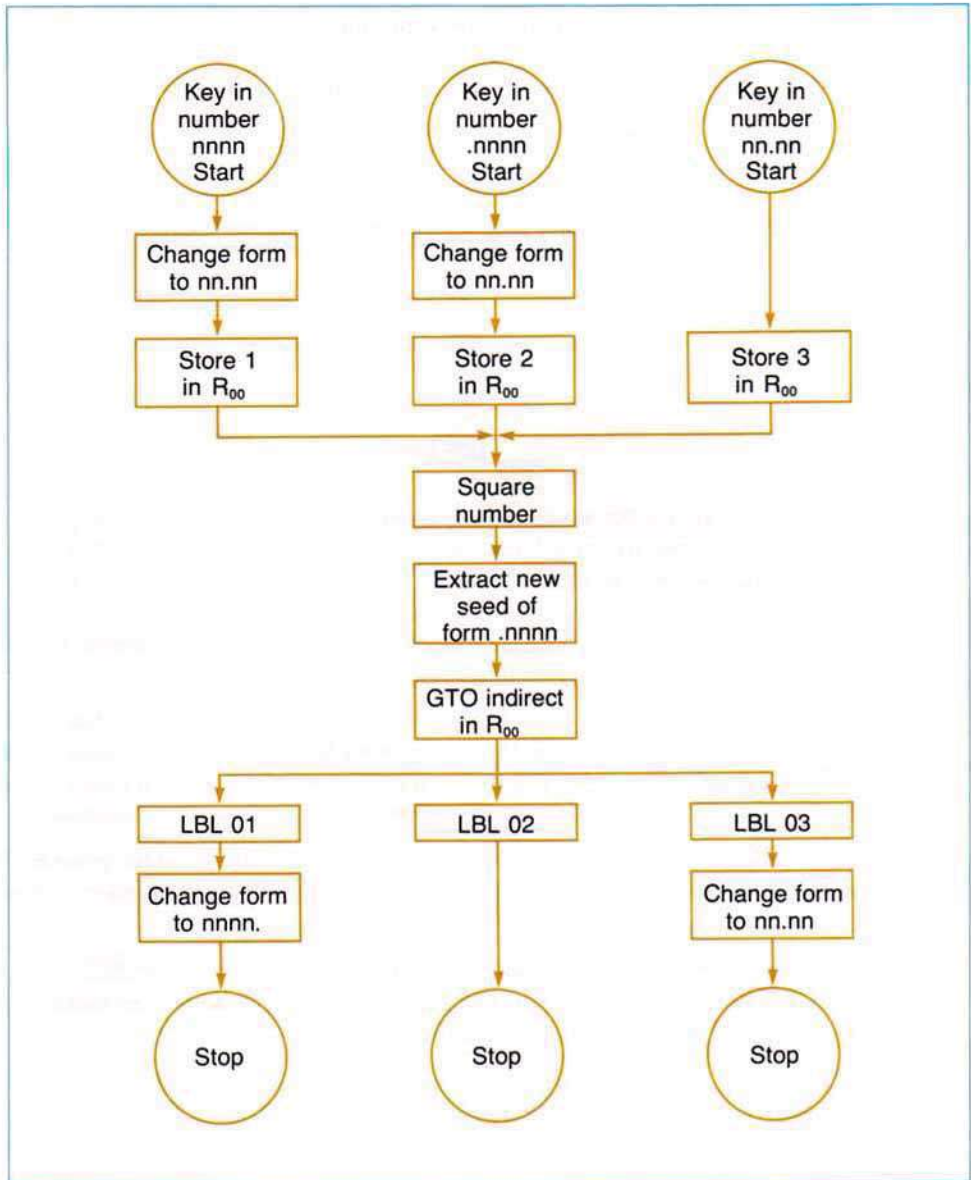 Key in
number
nnnn
Start
Key in
number
.nnnn
Start
Key in
number
nn.nn
Start
Change form
to nn.nn
Change form
to nn.nn
Store 1
in R₀₀
Store 2
in R₀₀
Store 3
in R₀₀
Square
number
Extract new
seed of
form .nnnn
GTO indirect
in R₀₀
LBL 01
LBL 02
LBL 03
Change form
to nnnn.
Change form
to nn.nn
Stop
Stop
Stop